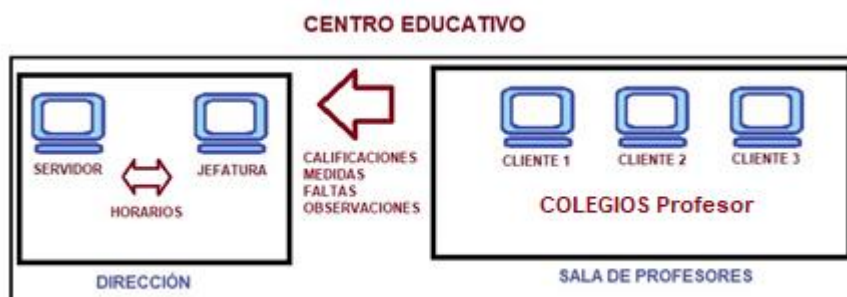 CENTRO EDUCATIVO
SERVIDOR
JEFATURA
HORARIOS
DIRECCIÓN
CALIFICACIONES
MEDIDAS
FALTAS
OBSERVACIONES
CLIENTE 1
CLIENTE 2
CLIENTE 3
COLEGIOS Profesor
SALA DE PROFESORES